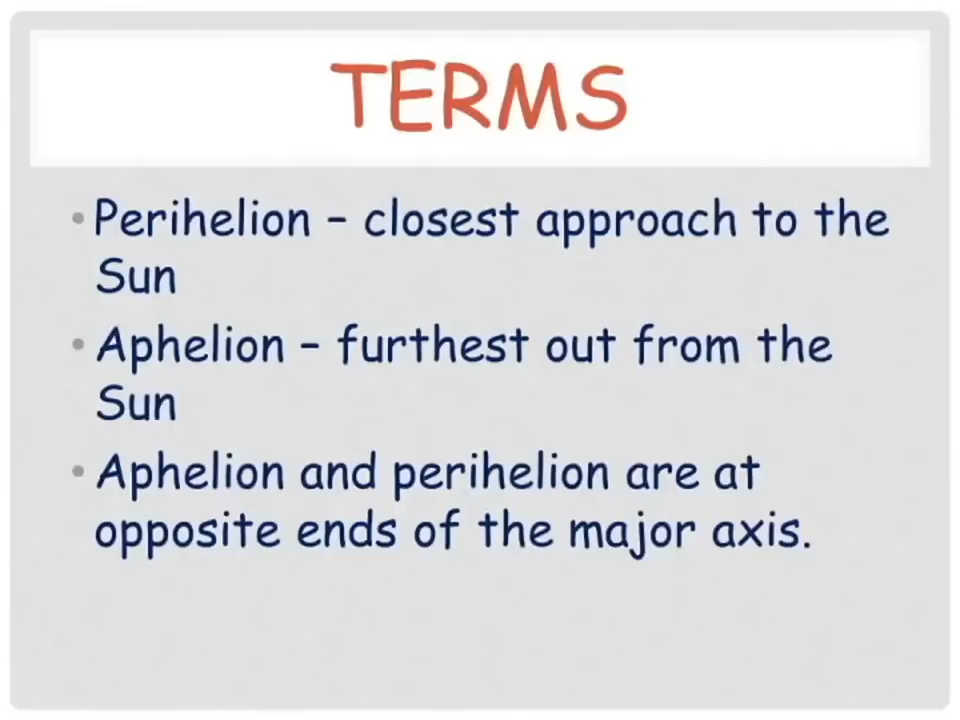 TERMS
• Perihelion – closest approach to the
Sun
• Aphelion – furthest out from the
Sun
• Aphelion and perihelion are at
opposite ends of the major axis.